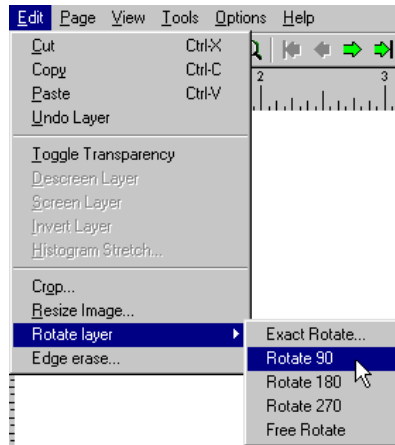 Edit Page View Tools Options Help
Cut Ctrl-X
Copy Ctrl-C
Paste Ctrl-V
Undo Layer
2 3
Toggle Transparency
Descreen Layer
Screen Layer
Invert Layer
Histogram Stretch...
Crop...
Resize Image...
Rotate layer
Edge erase...
Exact Rotate...
Rotate 90
Rotate 180
Rotate 270
Free Rotate